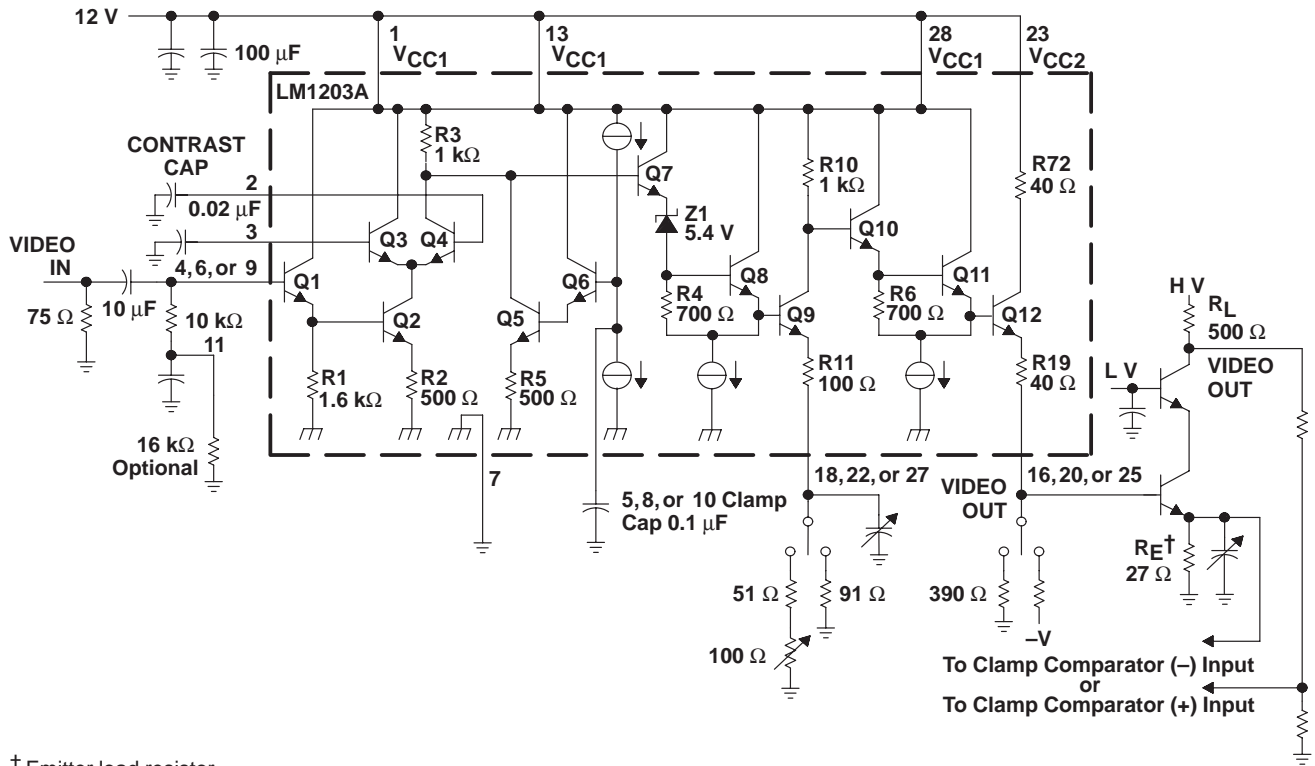 12 V
100 µF
1
VCC1
13
VCC1
28
VCC1
23
VCC2
LM1203A
CONTRAST
CAP
2
0.02 µF
3
R3
1 kΩ
Q7
R10
1 kΩ
R72
40 Ω
Z1
5.4 V
Q10
VIDEO
IN
4, 6, or 9
Q1
Q3
Q4
Q6
Q8
Q11
75 Ω
10 µF
10 kΩ
11
Q2
Q5
R4
700 Ω
Q9
R6
700 Ω
Q12
R1
1.6 kΩ
R2
500 Ω
R5
500 Ω
R11
100 Ω
R19
40 Ω
H V
RL
500 Ω
VIDEO
OUT
L V
16 kΩ
Optional
7
5, 8, or 10 Clamp
Cap 0.1 µF
18, 22, or 27
VIDEO
OUT
16, 20, or 25
51 Ω
91 Ω
100 Ω
390 Ω
–V
RE†
27 Ω
To Clamp Comparator (–) Input
or
To Clamp Comparator (+) Input
† Emitter load resistor